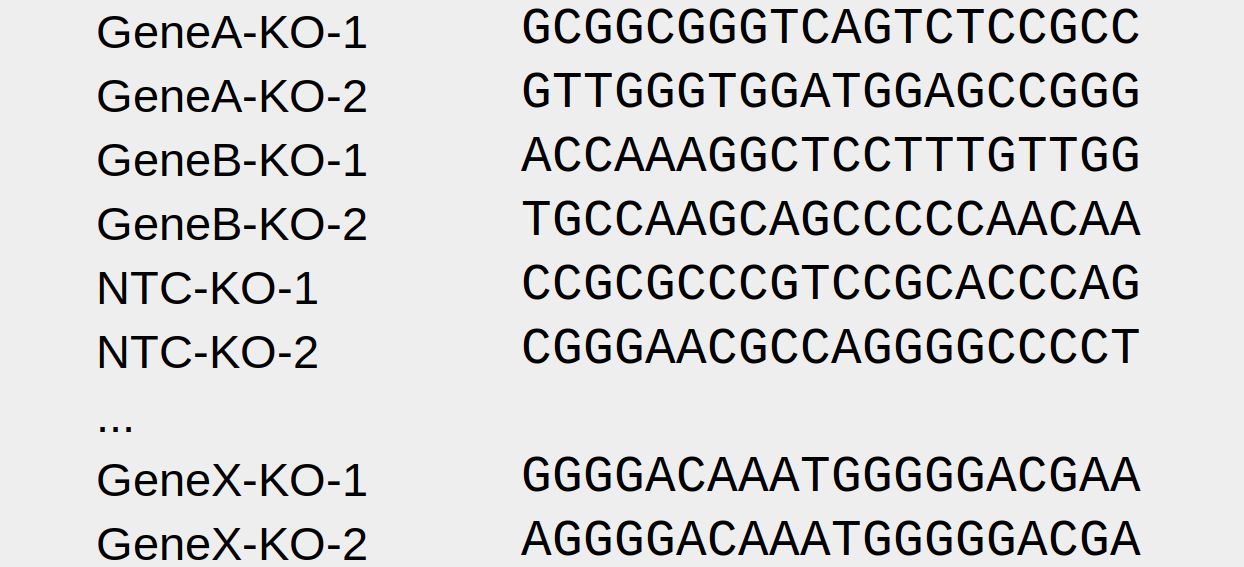 GeneA-KO-1 GCGGCGGGTCAGTCTCCGCC
GeneA-KO-2 GTTGGGTGGATGGAGCCGGG
GeneB-KO-1 ACCAAAGGCTCCTTTGTTGG
GeneB-KO-2 TGCCAAGCAGCCCCCAACAA
NTC-KO-1 CCGCGCCCGTCCGCACCCAG
NTC-KO-2 CGGGAACGCCAGGGGCCCCT
...
GeneX-KO-1 GGGGACAAATGGGGGACGAA
GeneX-KO-2 AGGGGACAAATGGGGGACGA